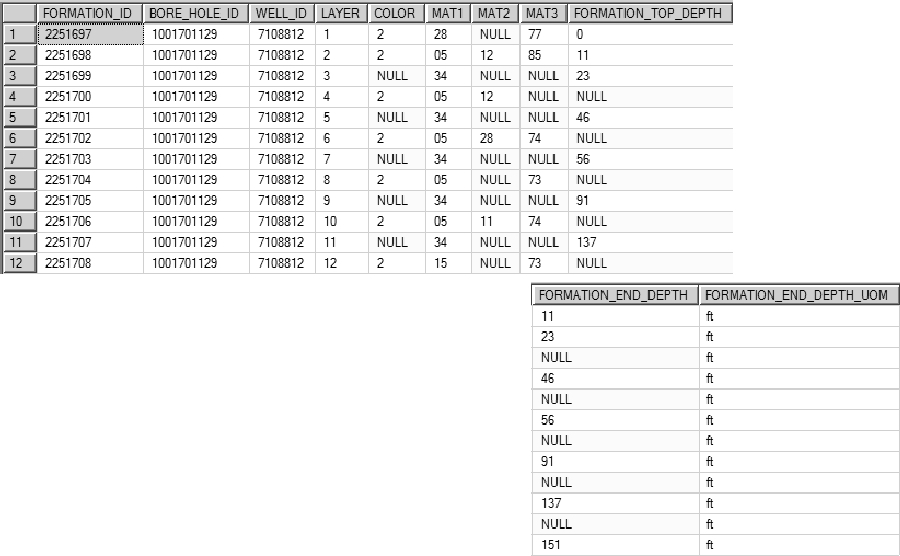 FORMATION_ID BORE_HOLE_ID WELL_ID LAYER COLOR MAT1 MAT2 MAT3 FORMATION_TOP_DEPTH
1 2251697 1001701129 7108812 1 2 28 NULL 77 0
2 2251698 1001701129 7108812 2 2 05 12 85 11
3 2251699 1001701129 7108812 3 NULL 34 NULL NULL 23
4 2251700 1001701129 7108812 4 2 05 12 NULL NULL
5 2251701 1001701129 7108812 5 NULL 34 NULL NULL 46
6 2251702 1001701129 7108812 6 2 05 28 74 NULL
7 2251703 1001701129 7108812 7 NULL 34 NULL NULL 56
8 2251704 1001701129 7108812 8 2 05 NULL 73 NULL
9 2251705 1001701129 7108812 9 NULL 34 NULL NULL 91
10 2251706 1001701129 7108812 10 2 05 11 74 NULL
11 2251707 1001701129 7108812 11 NULL 34 NULL NULL 137
12 2251708 1001701129 7108812 12 2 15 NULL 73 NULL
FORMATION_END_DEPTH FORMATION_END_DEPTH_UOM
11 ft
23 ft
NULL ft
46 ft
NULL ft
56 ft
NULL ft
91 ft
NULL ft
137 ft
NULL ft
151 ft